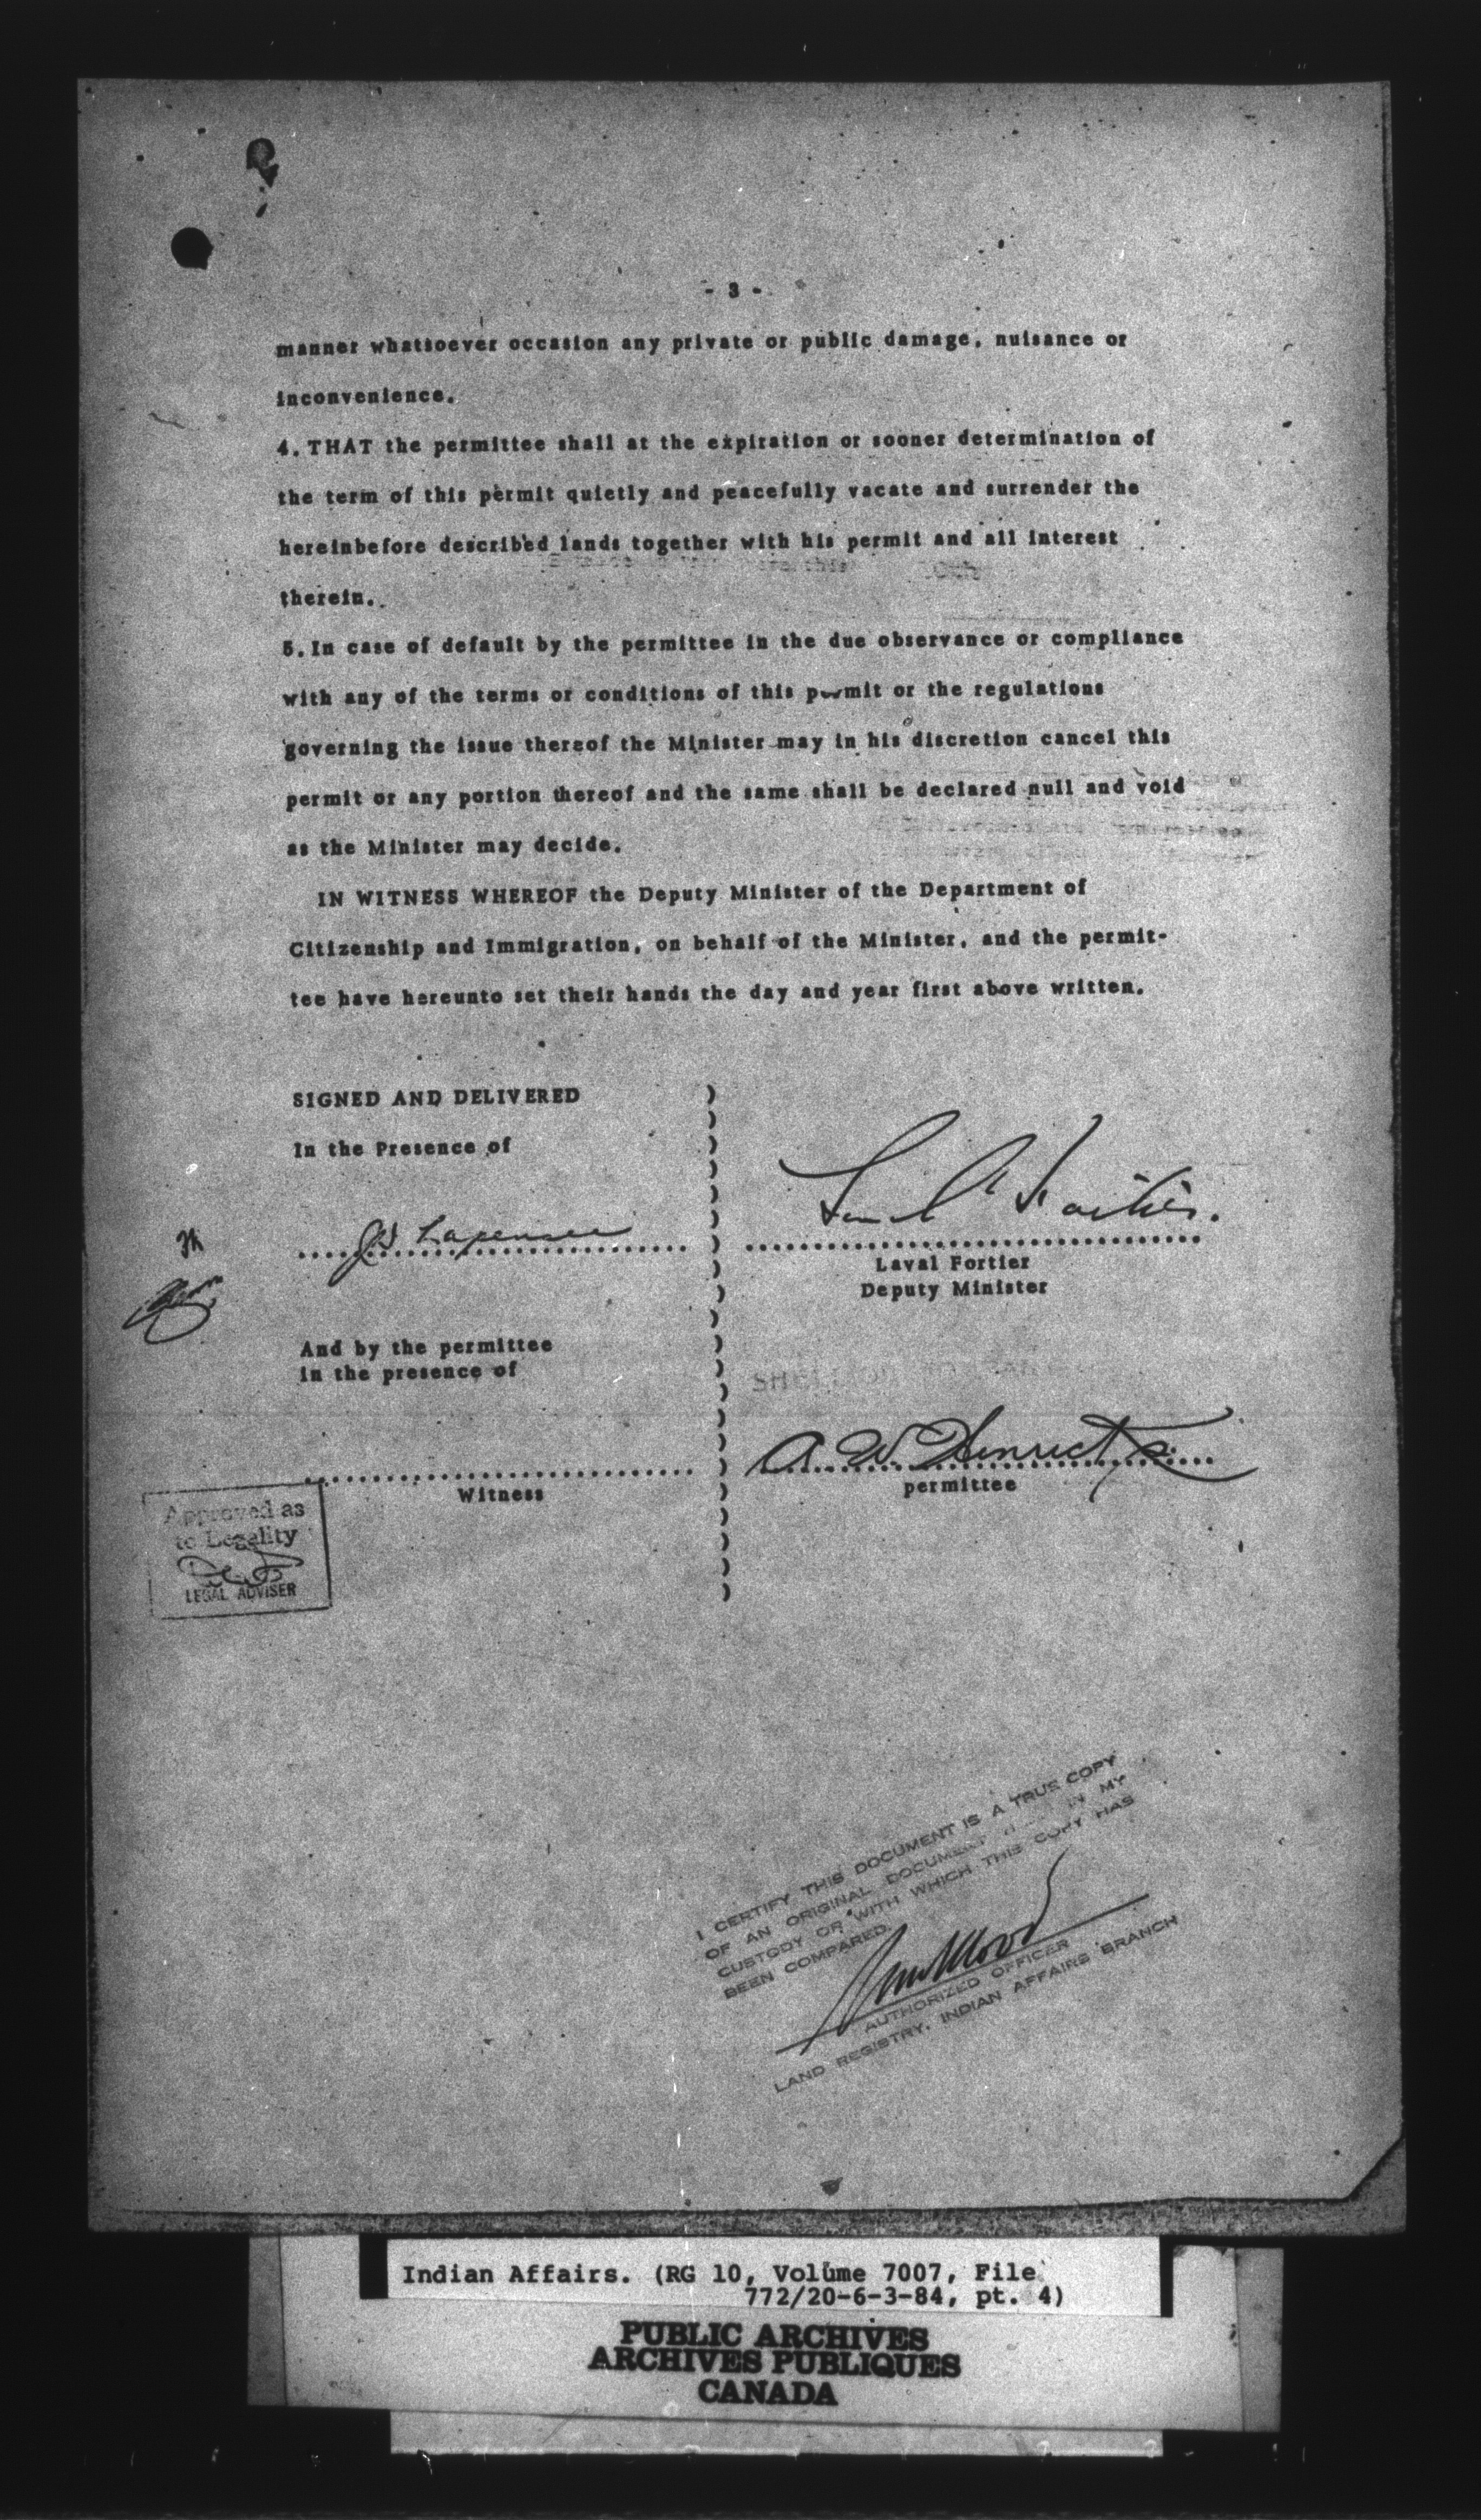 - 3 -
manner whatsoever occasion any private or public damage, nuisance or
inconvenience.
4. THAT the permittee shall at the expiration or sooner determination of
the term of this permit quietly and peacefully vacate and surrender the
hereinbefore described lands together with his permit and all interest
therein.
5. In case of default by the permittee in the due observance or compliance
with any of the terms or conditions of this permit or the regulations
governing the issue thereof the Minister may in his discretion cancel this
permit or any portion thereof and the same shall be declared null and void
as the Minister may decide.
IN WITNESS WHEREOF the Deputy Minister of the Department of
Citizenship and Immigration, on behalf of the Minister, and the permit-
tee have hereunto set their hands the day and year first above written.
SIGNED AND DELIVERED
In the Presence of
Laval Fortier.
Laval Fortier
Deputy Minister
And by the permittee
in the presence of
A. W.
permittee
Witness
Approved as
to Legality
LEGAL ADVISER
I CERTIFY THIS DOCUMENT IS A TRUE COPY
OF AN ORIGINAL DOCUMENT IN MY
CUSTODY OR WITH WHICH THIS COPY HAS
BEEN COMPARED.
AUTHORIZED OFFICER
LAND REGISTRY, INDIAN AFFAIRS BRANCH
Indian Affairs. (RG 10, Volume 7007, File
772/20-6-3-84, pt. 4)
PUBLIC ARCHIVES
ARCHIVES PUBLIQUES
CANADA